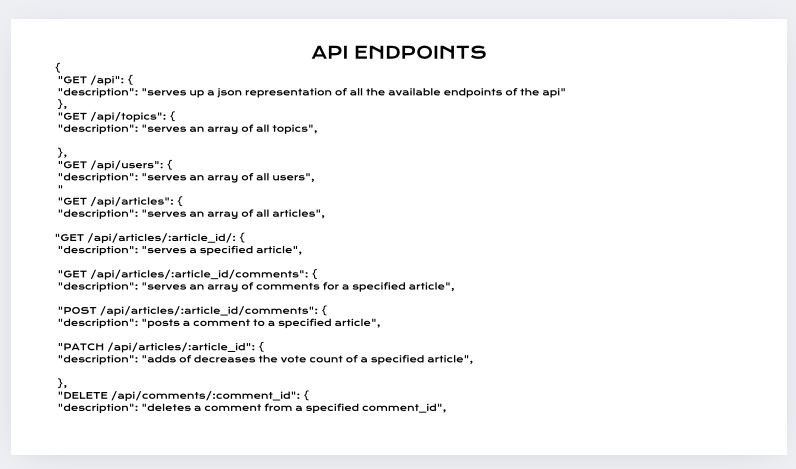 API ENDPOINTS
{
"GET /api": {
"description": "serves up a json representation of all the available endpoints of the api"
},
"GET /api/topics": {
"description": "serves an array of all topics",
},
"GET /api/users": {
"description": "serves an array of all users",
"
"GET /api/articles": {
"description": "serves an array of all articles",
"GET /api/articles/:article_id/: {
"description": "serves a specified article",
"GET /api/articles/:article_id/comments": {
"description": "serves an array of comments for a specified article",
"POST /api/articles/:article_id/comments": {
"description": "posts a comment to a specified article",
"PATCH /api/articles/:article_id": {
"description": "adds of decreases the vote count of a specified article",
},
"DELETE /api/comments/:comment_id": {
"description": "deletes a comment from a specified comment_id",